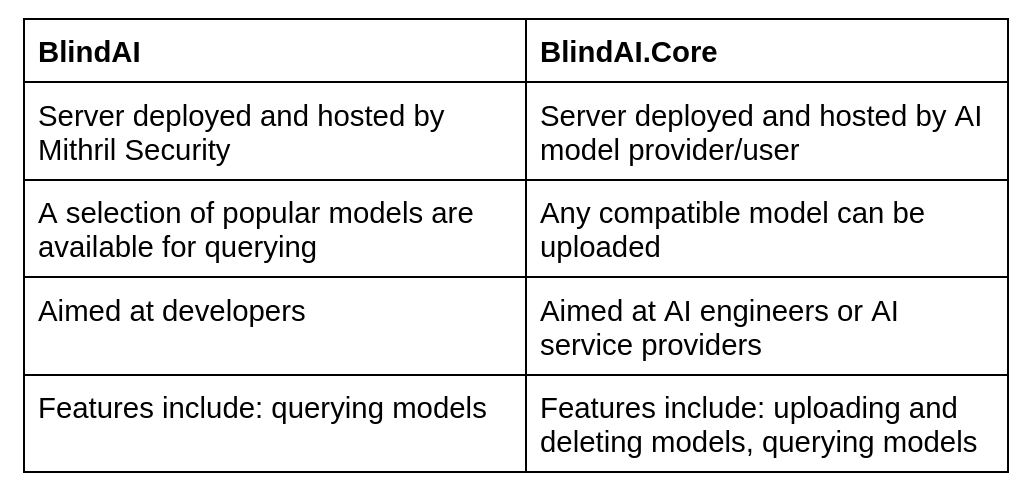 BlindAI
BlindAI.Core
Server deployed and hosted by
Mithril Security
Server deployed and hosted by AI
model provider/user
A selection of popular models are
available for querying
Any compatible model can be
uploaded
Aimed at developers
Aimed at AI engineers or AI
service providers
Features include: querying models
Features include: uploading and
deleting models, querying models